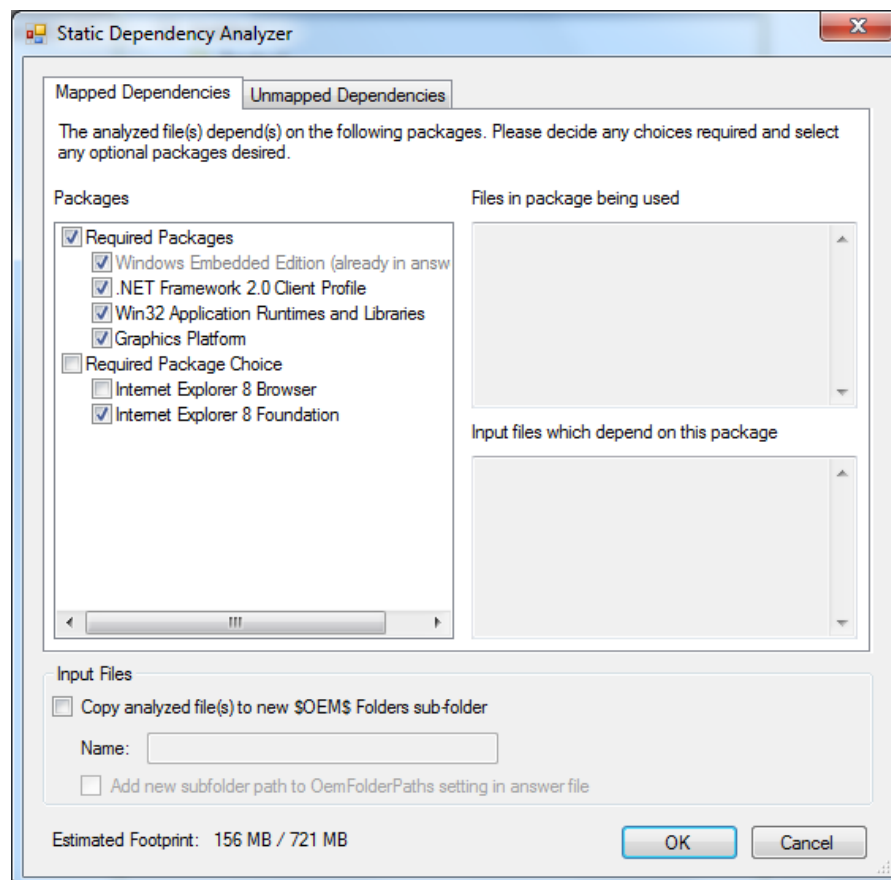 Static Dependency Analyzer
Mapped Dependencies
Unmapped Dependencies
The analyzed file(s) depend(s) on the following packages. Please decide any choices required and select
any optional packages desired.
Packages
Files in package being used
Required Packages
Windows Embedded Edition (already in answ
.NET Framework 2.0 Client Profile
Win32 Application Runtimes and Libraries
Graphics Platform
Required Package Choice
Internet Explorer 8 Browser
Internet Explorer 8 Foundation
Input files which depend on this package
Input Files
Copy analyzed file(s) to new $OEM$ Folders sub-folder
Name:
Add new subfolder path to OemFolderPaths setting in answer file
Estimated Footprint: 156 MB / 721 MB
OK
Cancel